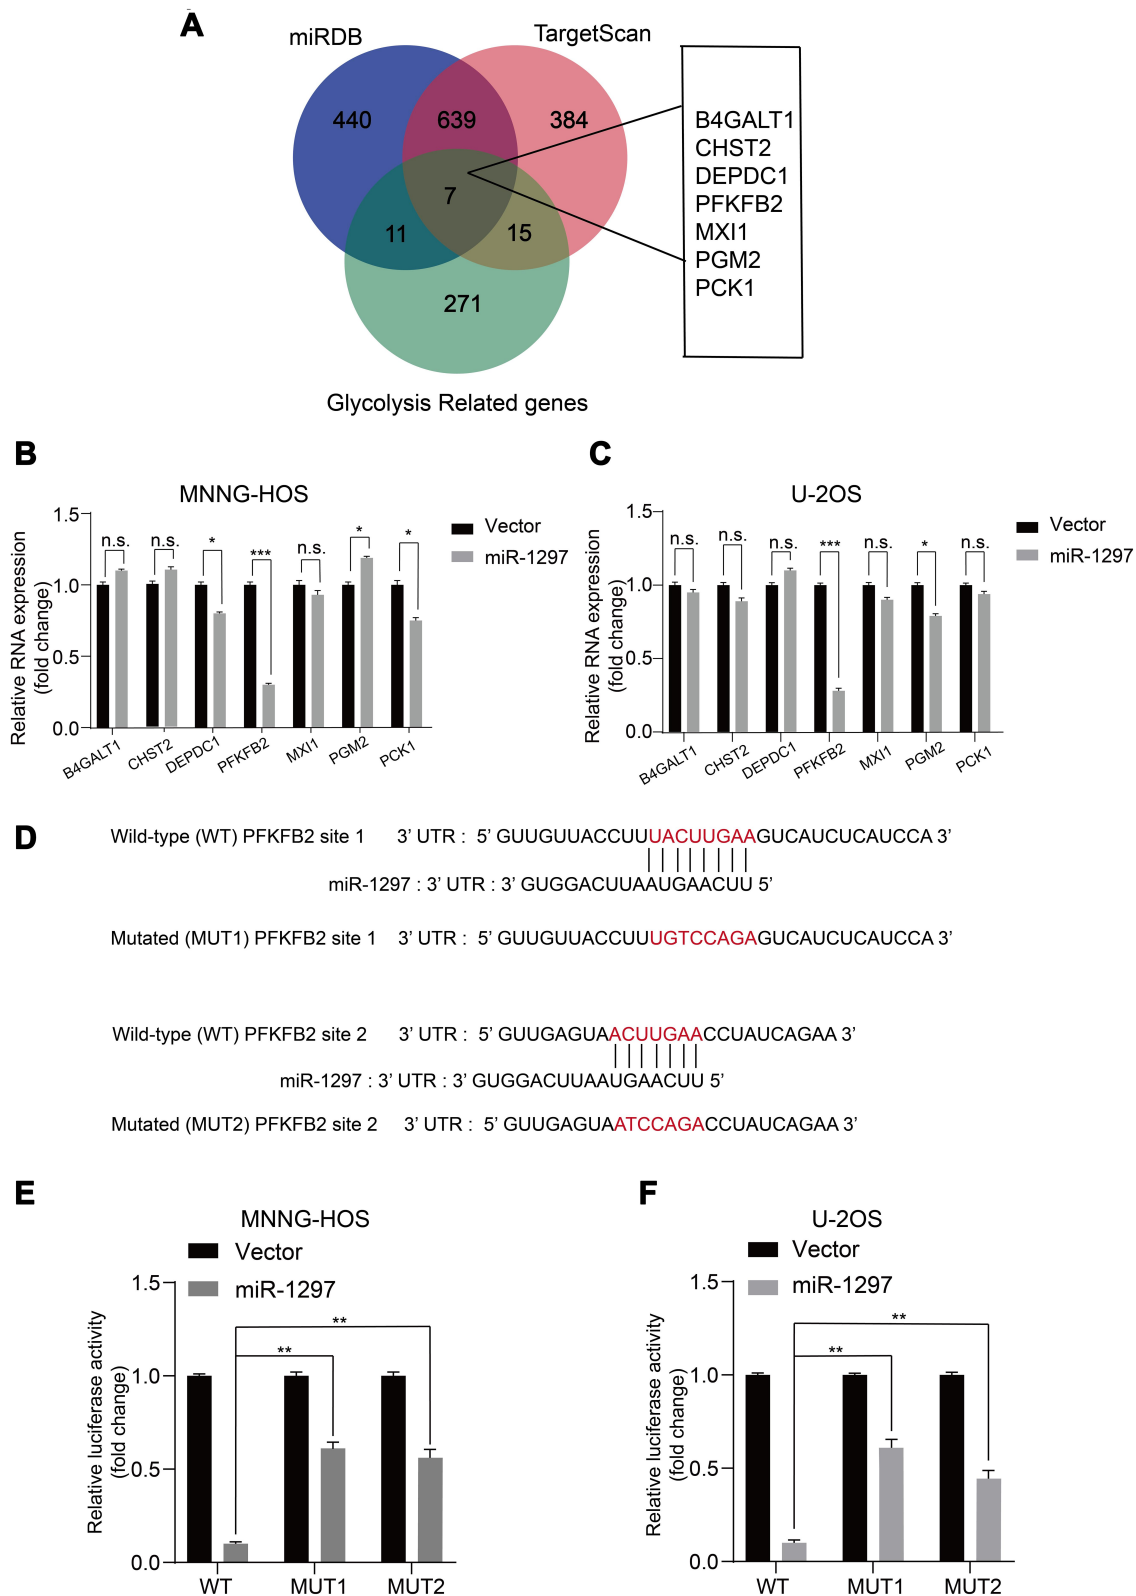 A
miRDB
TargetScan
440
639
384
7
11
15
271
B4GALT1
CHST2
DEPDC1
PFKFB2
MXI1
PGM2
PCK1
Glycolysis Related genes
B
MNNG-HOS
Relative RNA expression
(fold change)
1.5
1.0
0.5
0.0
n.s.
n.s.
*
***
n.s.
*
*
Vector
miR-1297
B4GALT1
CHST2
DEPDC1
PFKFB2
MXI1
PGM2
PCK1
C
U-2OS
Relative RNA expression
(fold change)
1.5
1.0
0.5
0.0
n.s.
n.s.
n.s.
***
n.s.
*
n.s.
Vector
miR-1297
B4GALT1
CHST2
DEPDC1
PFKFB2
MXI1
PGM2
PCK1
D
Wild-type (WT) PFKFB2 site 1 3’ UTR : 5’ GUUGUUACCUUUACUUGAAGUCAUCUCAUCCA 3’
miR-1297 : 3’ UTR : 3’ GUGGACUUAAUGAACUU 5’
Mutated (MUT1) PFKFB2 site 1 3’ UTR : 5’ GUUGUUACCUUUGTCCAGAGUCAUCUCAUCCA 3’
Wild-type (WT) PFKFB2 site 2 3’ UTR : 5’ GUUGAGUAACUUGAACCUAUCAGAA 3’
miR-1297 : 3’ UTR : 3’ GUGGACUUAAUGAACUU 5’
Mutated (MUT2) PFKFB2 site 2 3’ UTR : 5’ GUUGAGUAATCCAGACCUAUCAGAA 3’
E
MNNG-HOS
Vector
miR-1297
Relative luciferase activity
(fold change)
1.5
1.0
0.5
0.0
**
**
WT
MUT1
MUT2
F
U-2OS
Vector
miR-1297
Relative luciferase activity
(fold change)
1.5
1.0
0.5
0.0
**
**
WT
MUT1
MUT2